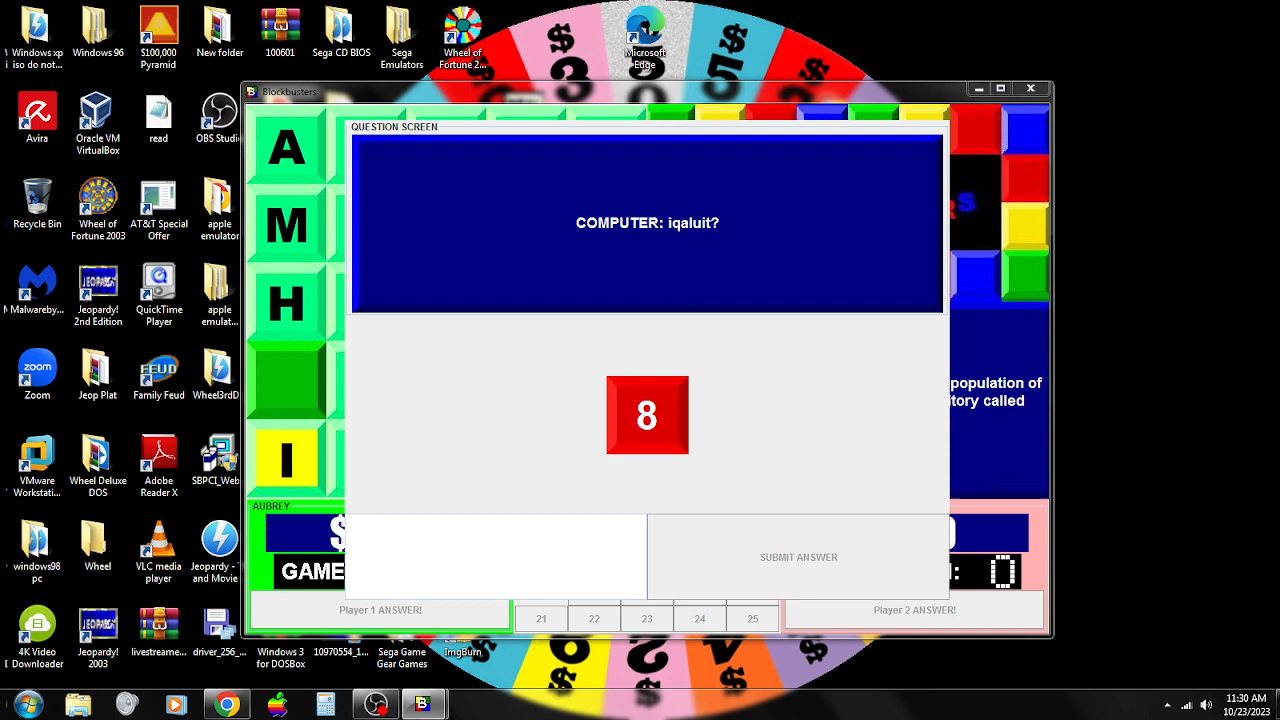 Windows xp
iso do not...
Windows 96
$100,000
Pyramid
New folder
100601
Sega CD BIOS
Sega
Emulators
Wheel of
Fortune 2...
Microsoft
Edge
Avira
Oracle VM
VirtualBox
read
OBS Studi
Blockbusters
QUESTION SCREEN
A
COMPUTER: iqaluit?
M
S
Recycle Bin
Wheel of
Fortune 2003
AT&T Special
Offer
apple
emulator
Malwareby...
Jeopardy!
2nd Edition
QuickTime
Player
apple
emulat...
H
8
population of
tory called
zoom
FEUD
Zoom
Jeop Plat
Family Feud
Wheel3rdD
I
VMware
Workstati...
Wheel Deluxe
DOS
Adobe
Reader X
SBPCI_Web
AUBREY
$
SUBMIT ANSWER
GAME
: 0
windows98
pc
Wheel
VLC media
player
Jeopardy -
and Movie
Player 1 ANSWER!
21
22
23
24
25
Player 2 ANSWER!
4K Video
Downloader
Jeopardy!
2003
livestreame...
driver_256_...
Windows 3
for DOSBox
10970554_1...
Sega Game
Gear Games
ImgBurn
11:30 AM
10/23/2023